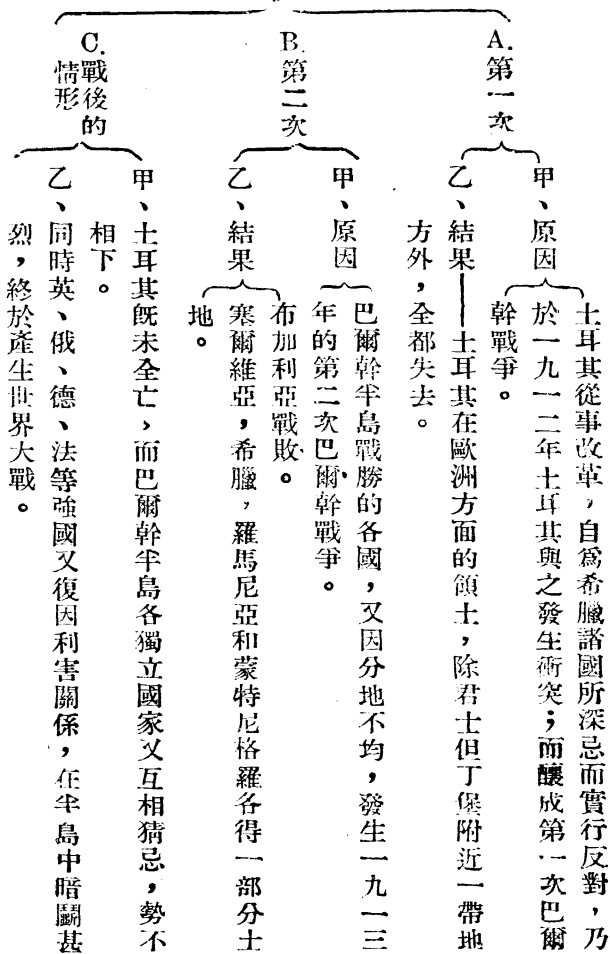 A.第一次
甲、原因
土耳其從事改革，自爲希臘諸國所深忌而實行反對，乃
於一九一二年土耳其與之發生衝突；而釀成第一次巴爾
幹戰爭。
乙、結果——土耳其在歐洲方面的領土，除君士但丁堡附近一帶地
方外，全都失去。
B.第二次
甲、原因
巴爾幹半島戰勝的各國，又因分地不均，發生一九一三
年的第二次巴爾幹戰爭。
乙、結果
布加利亞戰敗。
塞爾維亞，希臘，羅馬尼亞和蒙特尼格羅各得一部分土
地。
C.戰後的
情形
甲、土耳其旣未全亡，而巴爾幹半島各獨立國家又互相猜忌，勢不
相下。
乙、同時英、俄、德、法等強國又復因利害關係，在半島中暗鬭甚
烈，終於產生世界大戰。